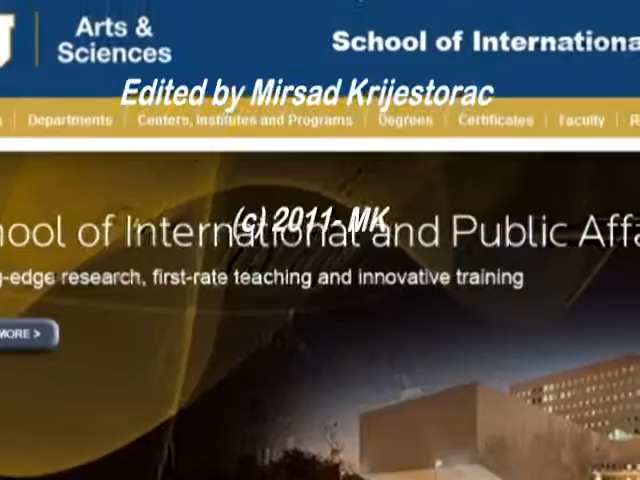 Arts &
Sciences
School of Internationa
Edited by Mirsad Krijestorac
Departments
Centers, Institutes and Programs
Degrees
Certificates
Faculty
R
(c) 2011- MK
hool of International and Public Affa
g-edge research, first-rate teaching and innovative training
MORE >